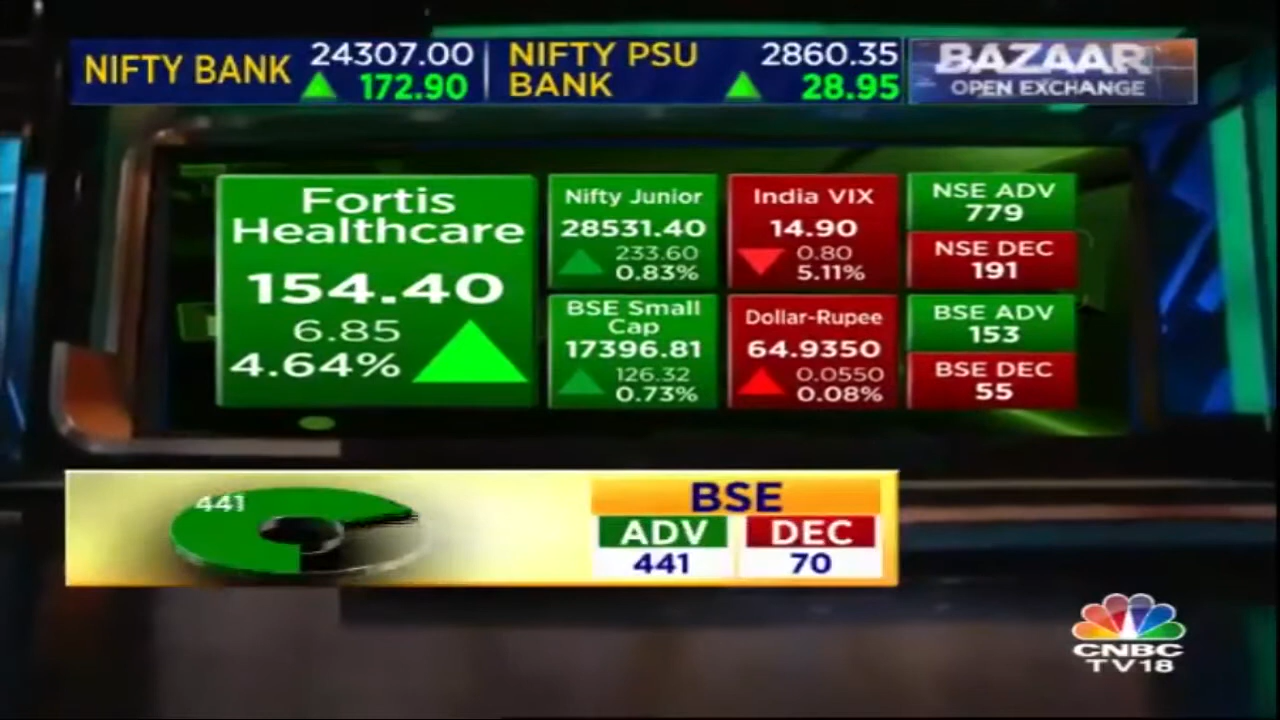 NIFTY BANK
24307.00
172.90
NIFTY PSU
BANK
2860.35
28.95
BAZAAR
OPEN EXCHANGE
Fortis
Healthcare
154.40
6.85
4.64%
Nifty Junior
28531.40
233.60
0.83%
India VIX
14.90
0.80
5.11%
NSE ADV
779
NSE DEC
191
BSE Small
Cap
17396.81
126.32
0.73%
Dollar-Rupee
64.9350
0.0550
0.08%
BSE ADV
153
BSE DEC
55
441
BSE
ADV
DEC
441
70
CNBC
TV18